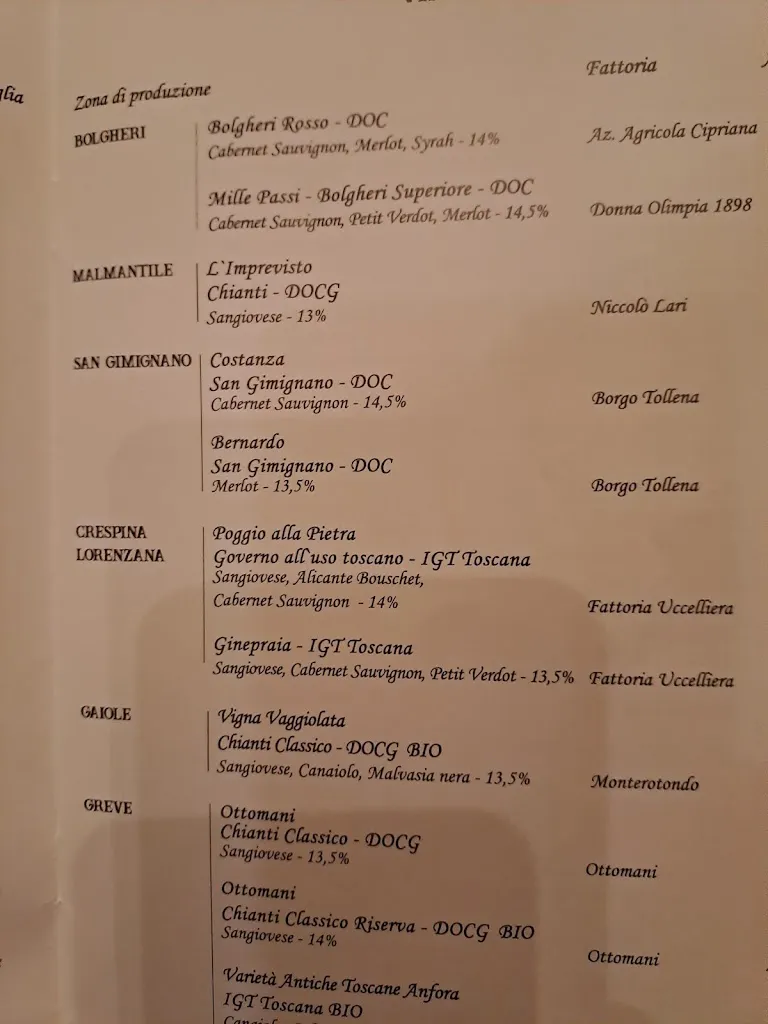 Zona di produzione
Fattoria
BOLGHERI
Bolgheri Rosso - DOC
Cabernet Sauvignon, Merlot, Syrah - 14%
Az. Agricola Cipriana
Mille Passi - Bolgheri Superiore - DOC
Cabernet Sauvignon, Petit Verdot, Merlot - 14,5%
Donna Olimpia 1898
MALMANTILE
L`Imprevisto
Chianti - DOCG
Sangiovese - 13%
Niccolò Lari
SAN GIMIGNANO
Costanza
San Gimignano - DOC
Cabernet Sauvignon - 14,5%
Borgo Tollena
Bernardo
San Gimignano - DOC
Merlot - 13,5%
Borgo Tollena
CRESPINA
LORENZANA
Poggio alla Pietra
Governo all`uso toscano - IGT Toscana
Sangiovese, Alicante Bouschet,
Cabernet Sauvignon - 14%
Fattoria Uccelliera
Ginepraia - IGT Toscana
Sangiovese, Cabernet Sauvignon, Petit Verdot - 13,5%
Fattoria Uccelliera
GAIOLE
Vigna Vaggiolata
Chianti Classico - DOCG BIO
Sangiovese, Canaiolo, Malvasia nera - 13,5%
Monterotondo
GREVE
Ottomani
Chianti Classico - DOCG
Sangiovese - 13,5%
Ottomani
Ottomani
Chianti Classico Riserva - DOCG BIO
Sangiovese - 14%
Ottomani
Varietà Antiche Toscane Anfora
IGT Toscana BIO